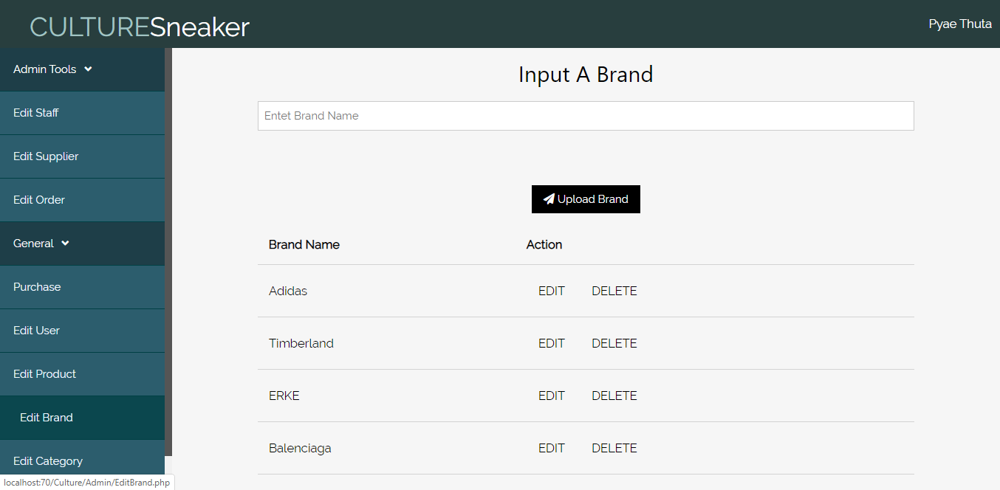 CULTURESneaker
Pyae Thuta
Admin Tools
Edit Staff
Edit Supplier
Edit Order
General
Purchase
Edit User
Edit Product
Edit Brand
Edit Category
localhost:70/Culture/Admin/EditBrand.php
Input A Brand
Entet Brand Name
Upload Brand
Brand Name Action
Adidas EDIT DELETE
Timberland EDIT DELETE
ERKE EDIT DELETE
Balenciaga EDIT DELETE